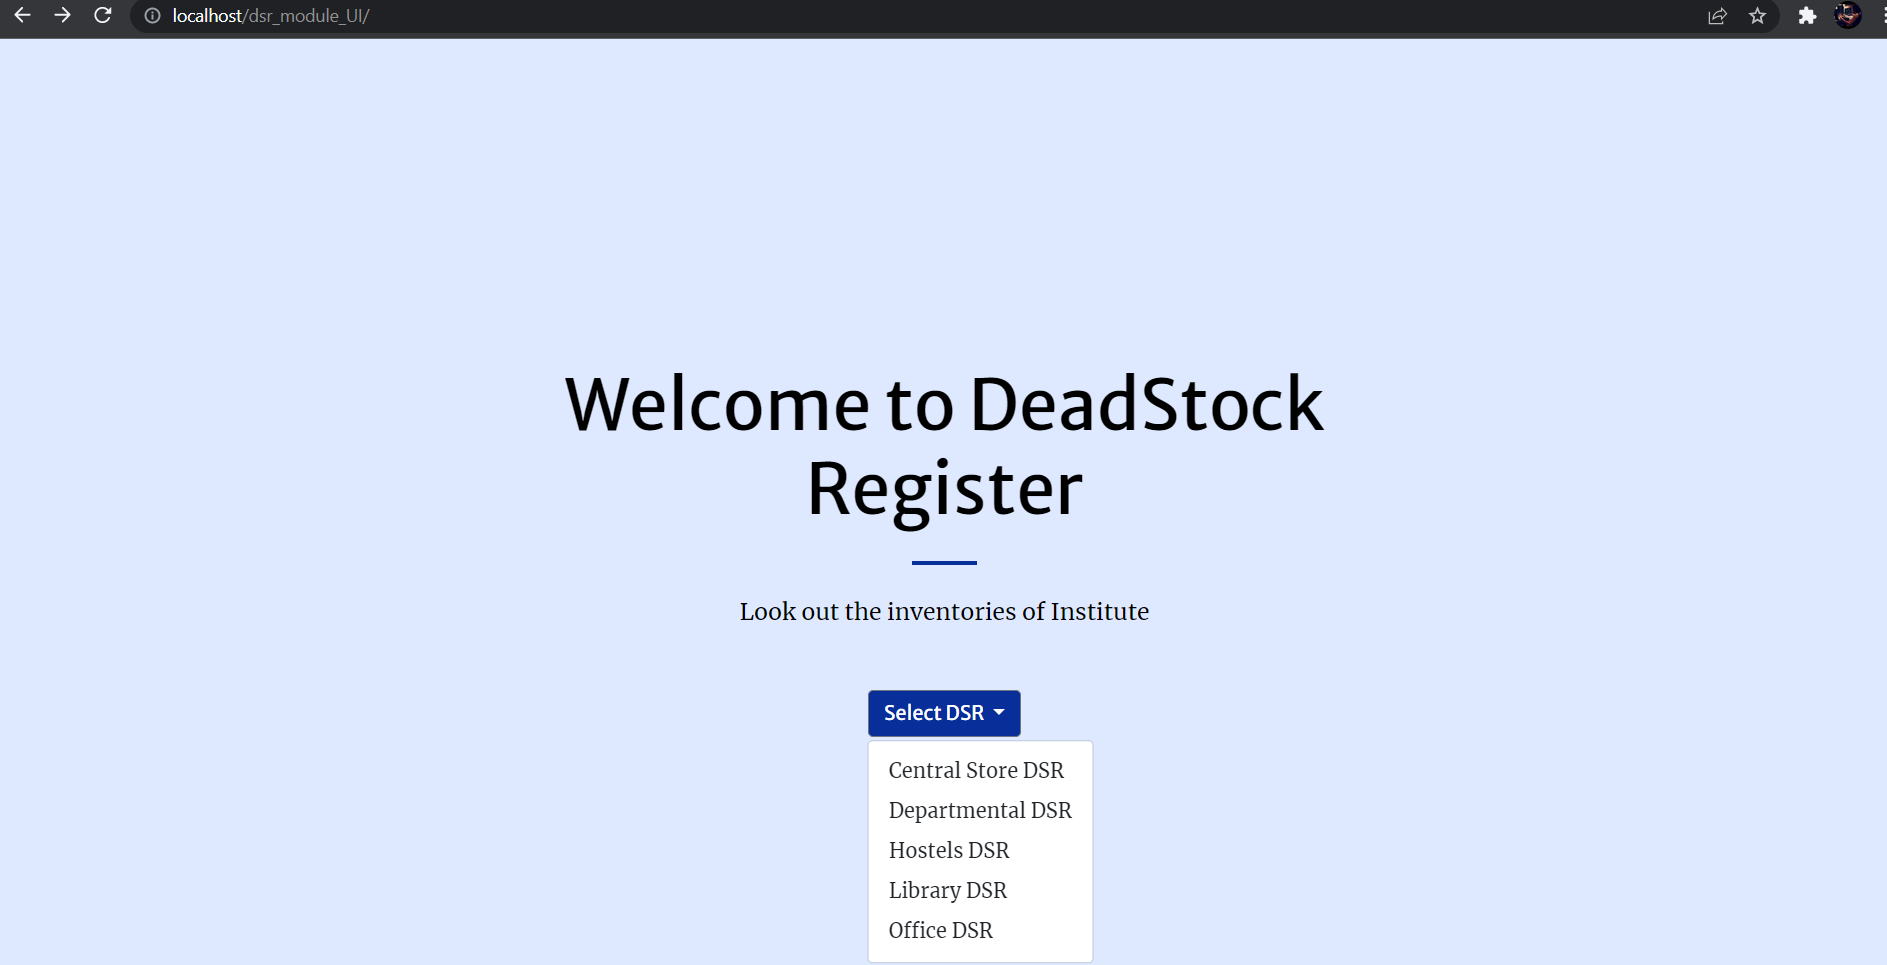 localhost/dsr_module_UI/
Welcome to DeadStock
Register
Look out the inventories of Institute
Select DSR
Central Store DSR
Departmental DSR
Hostels DSR
Library DSR
Office DSR